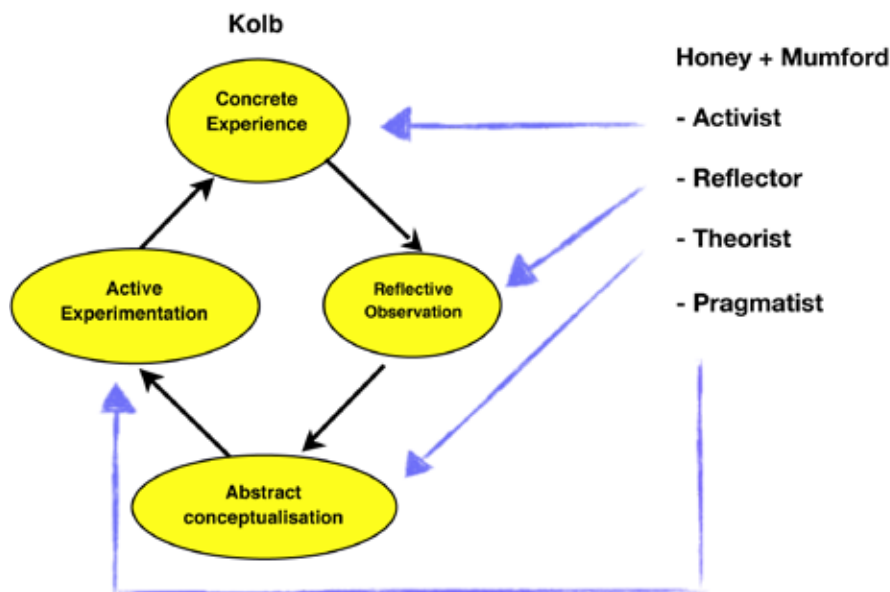 Kolb
Concrete
Experience
Reflective
Observation
Abstract
conceptualisation
Active
Experimentation
Honey + Mumford
- Activist
- Reflector
- Theorist
- Pragmatist